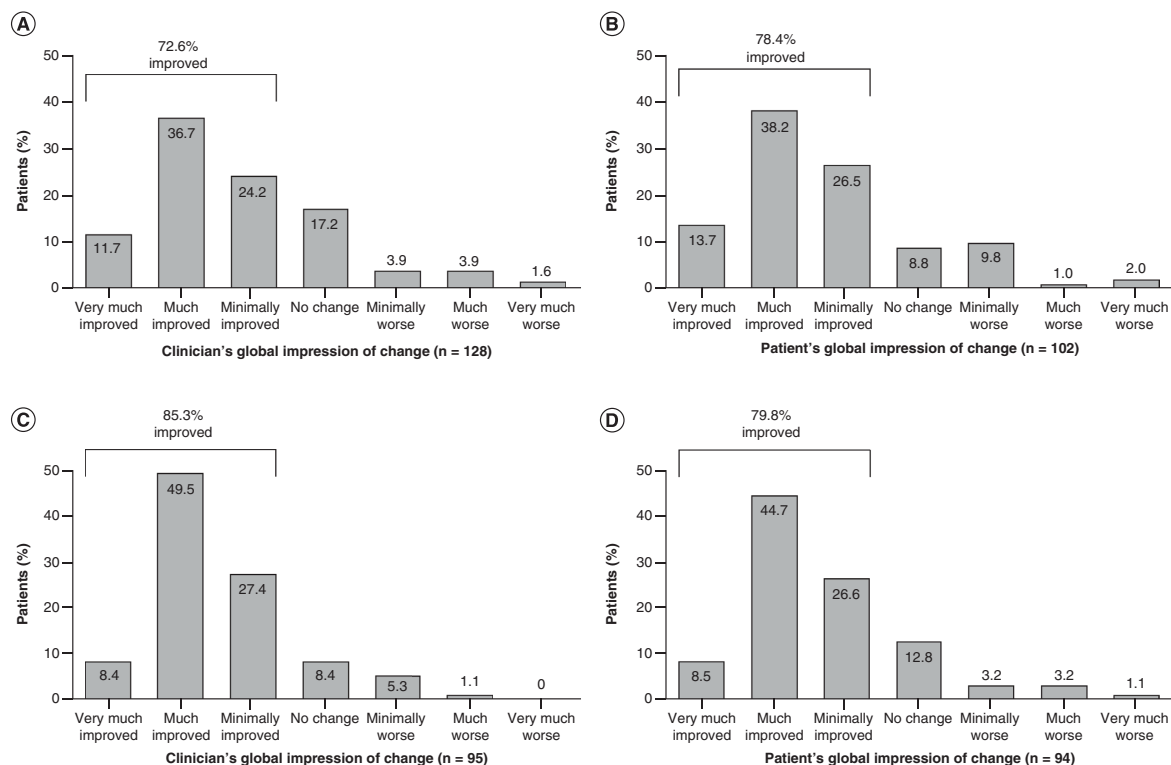 A
72.6%
improved
Patients (%)
50
40
30
20
10
0
11.7
36.7
24.2
17.2
3.9
3.9
1.6
Very much improved
Much improved
Minimally improved
No change
Minimally worse
Much worse
Very much worse
Clinician's global impression of change (n = 128)
B
78.4%
improved
Patients (%)
50
40
30
20
10
0
13.7
38.2
26.5
8.8
9.8
1.0
2.0
Very much improved
Much improved
Minimally improved
No change
Minimally worse
Much worse
Very much worse
Patient's global impression of change (n = 102)
C
85.3%
improved
Patients (%)
50
40
30
20
10
0
8.4
49.5
27.4
8.4
5.3
1.1
0
Very much improved
Much improved
Minimally improved
No change
Minimally worse
Much worse
Very much worse
Clinician's global impression of change (n = 95)
D
79.8%
improved
Patients (%)
50
40
30
20
10
0
8.5
44.7
26.6
12.8
3.2
3.2
1.1
Very much improved
Much improved
Minimally improved
No change
Minimally worse
Much worse
Very much worse
Patient's global impression of change (n = 94)